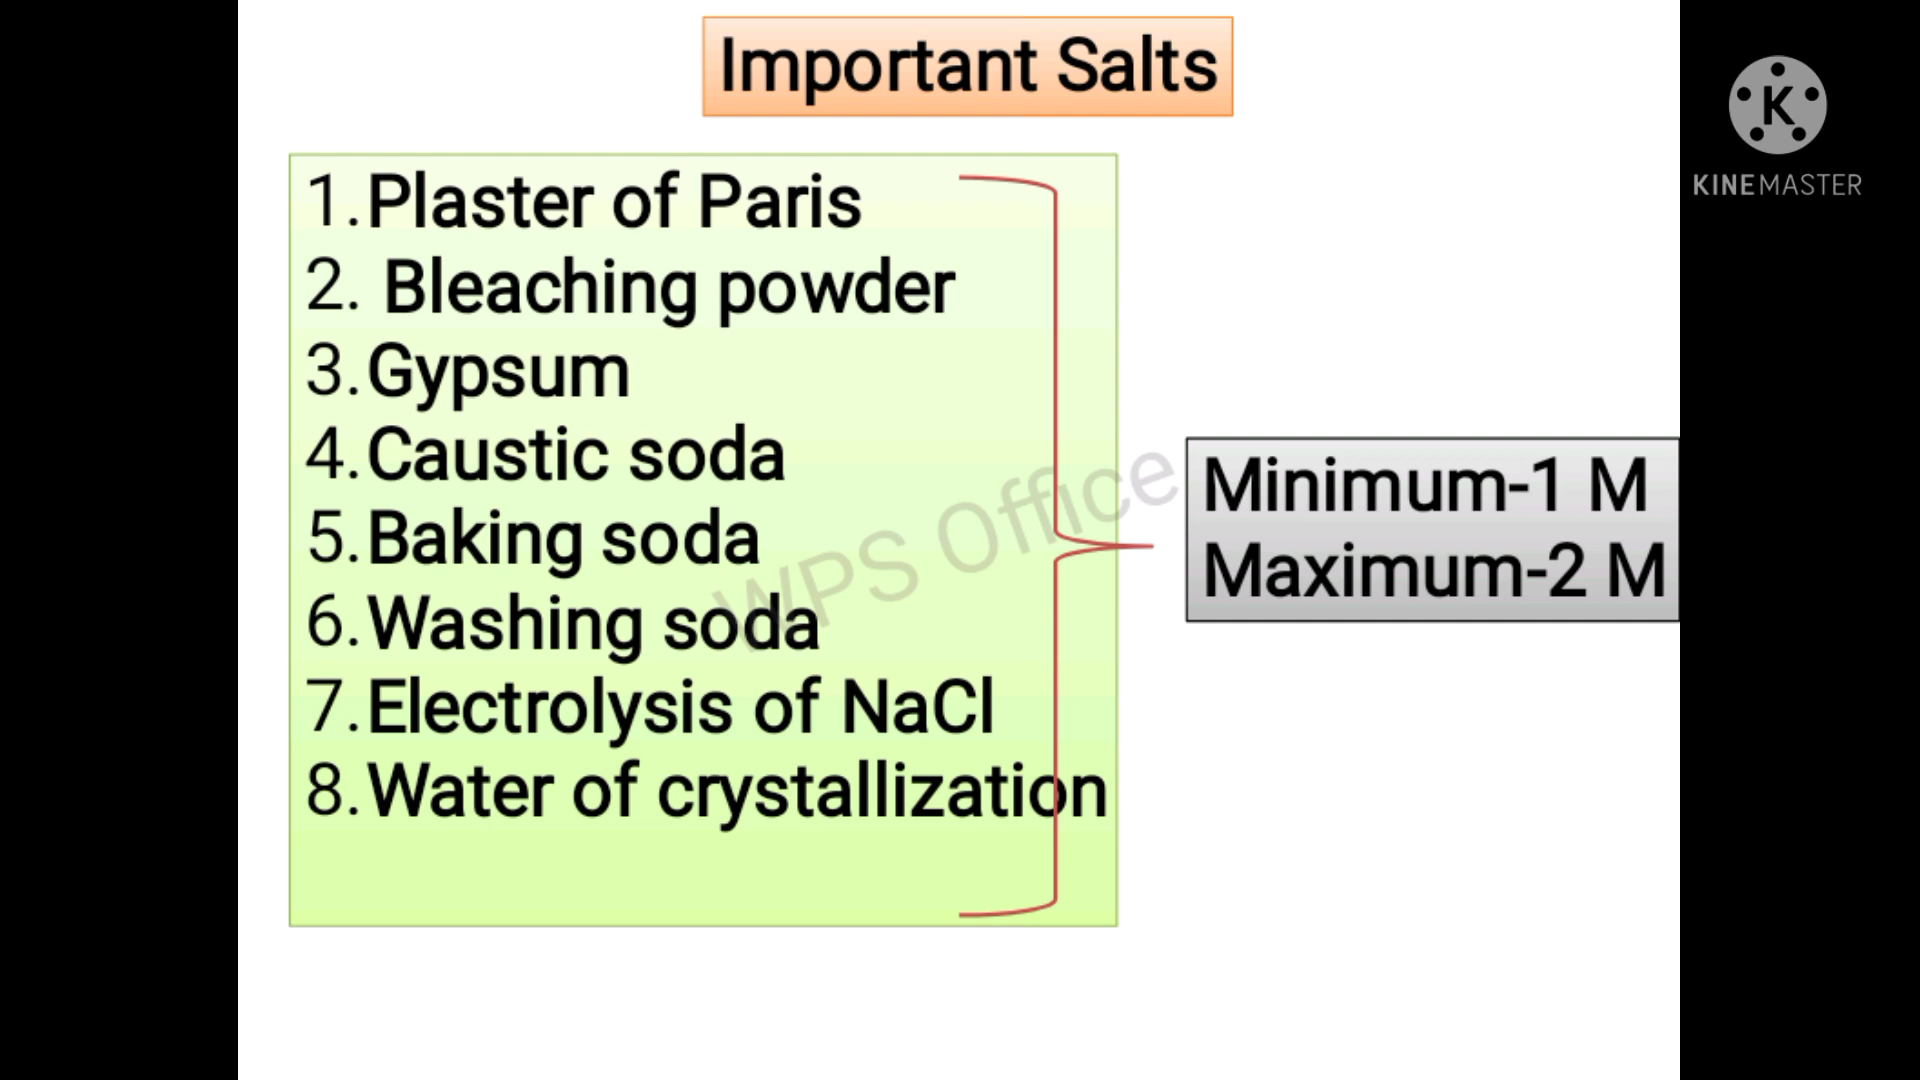 Important Salts
1.Plaster of Paris
2. Bleaching powder
3.Gypsum
4.Caustic soda
5.Baking soda
6.Washing soda
7.Electrolysis of NaCl
8.Water of crystallization
Minimum-1 M
Maximum-2 M
WPS Office
K
KINEMASTER